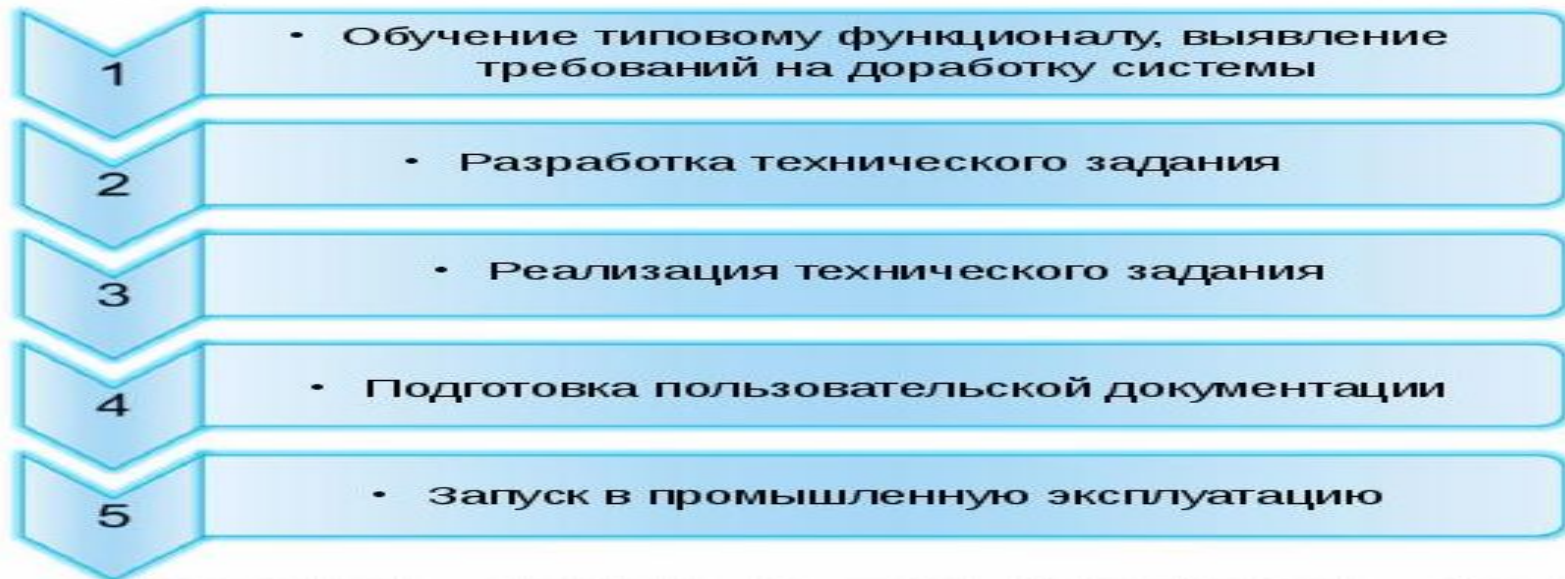 1
• Обучение типовому функционалу, выявление
требований на доработку системы
2
• Разработка технического задания
3
• Реализация технического задания
4
• Подготовка пользовательской документации
5
• Запуск в промышленную эксплуатацию